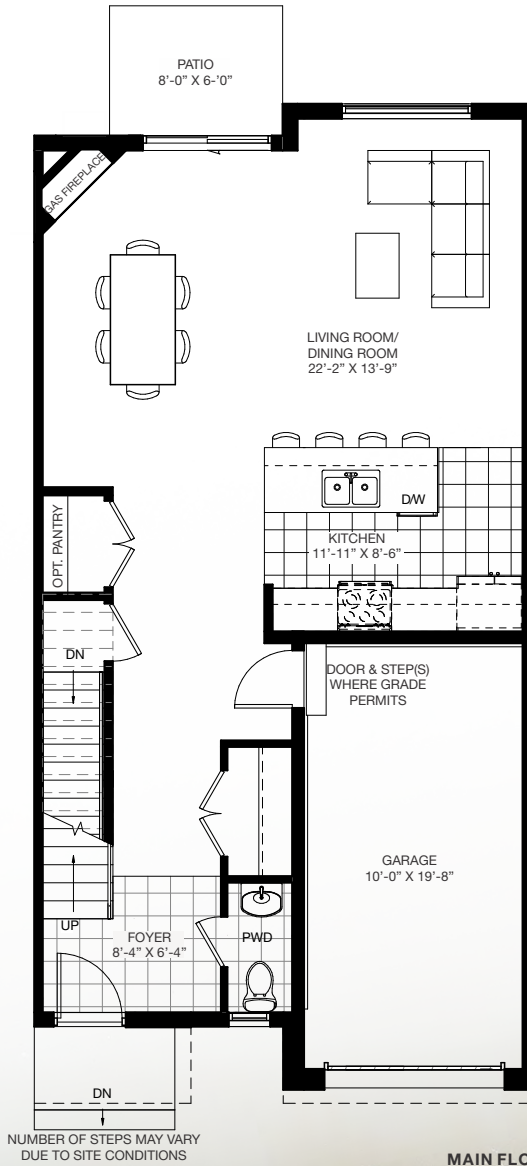 PATIO
8'-0" X 6-'0"
GAS FIREPLACE
LIVING ROOM/
DINING ROOM
22'-2" X 13'-9"
D/W
OPT. PANTRY
KITCHEN
11'-11" X 8'-6"
DN
DOOR & STEP(S)
WHERE GRADE
PERMITS
GARAGE
10'-0" X 19'-8"
UP
FOYER
8'-4" X 6'-4"
PWD
DN
NUMBER OF STEPS MAY VARY
DUE TO SITE CONDITIONS
MAIN FLO